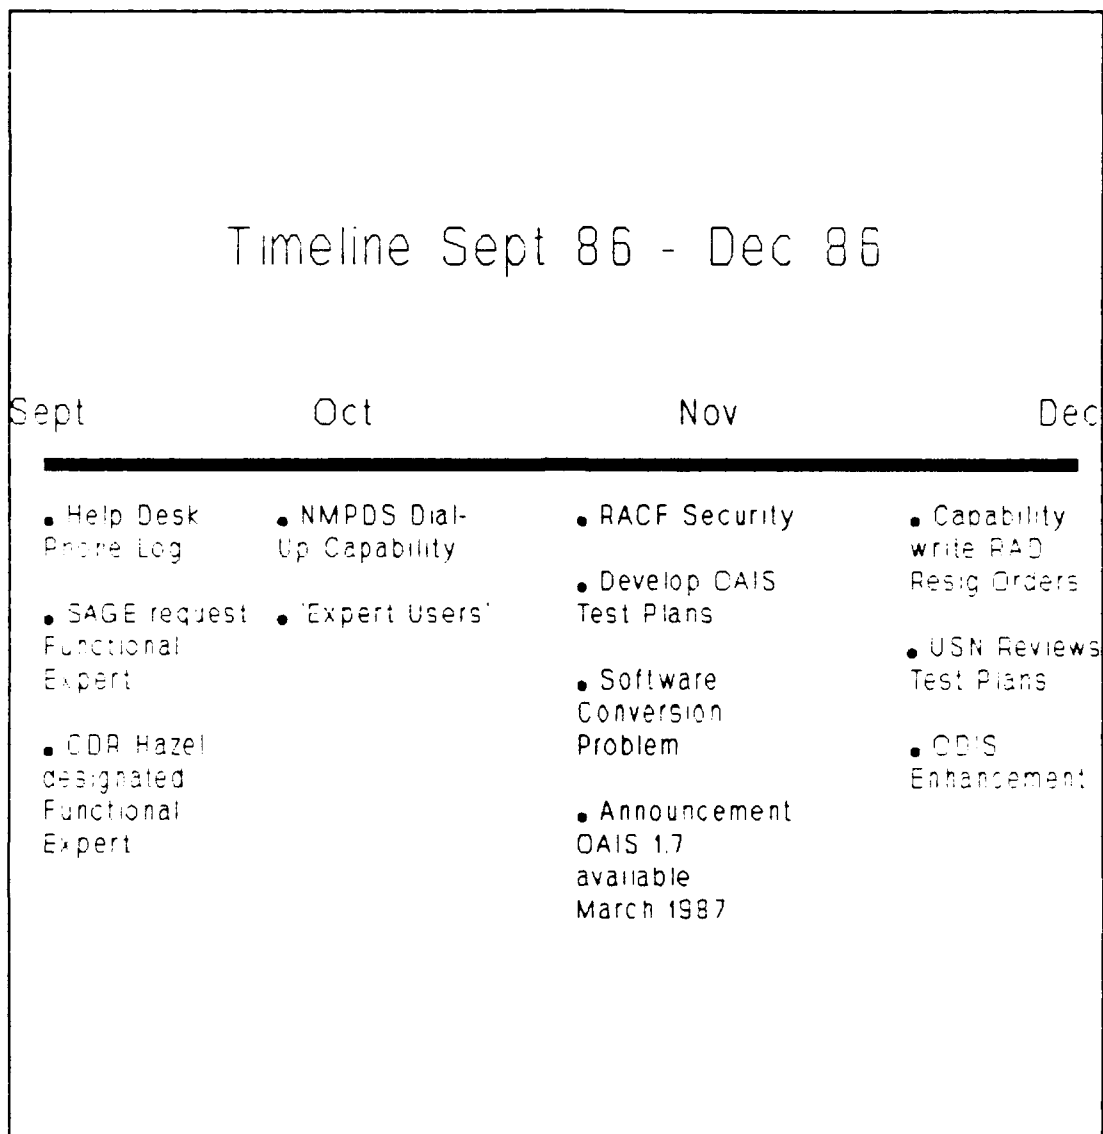 Timeline Sept 86 - Dec 86
Sept Oct Nov Dec
• Help Desk
Phone Log
• SAGE request
Functional
Expert
• CDR Hazel
designated
Functional
Expert
• NMPDS Dial-
Up Capability
• 'Expert Users'
• RACF Security
• Develop OAIS
Test Plans
• Software
Conversion
Problem
• Announcement
OAIS 1.7
available
March 1987
• Capability
write RAD
Resig Orders
• USN Reviews
Test Plans
• ODIS
Enhancement